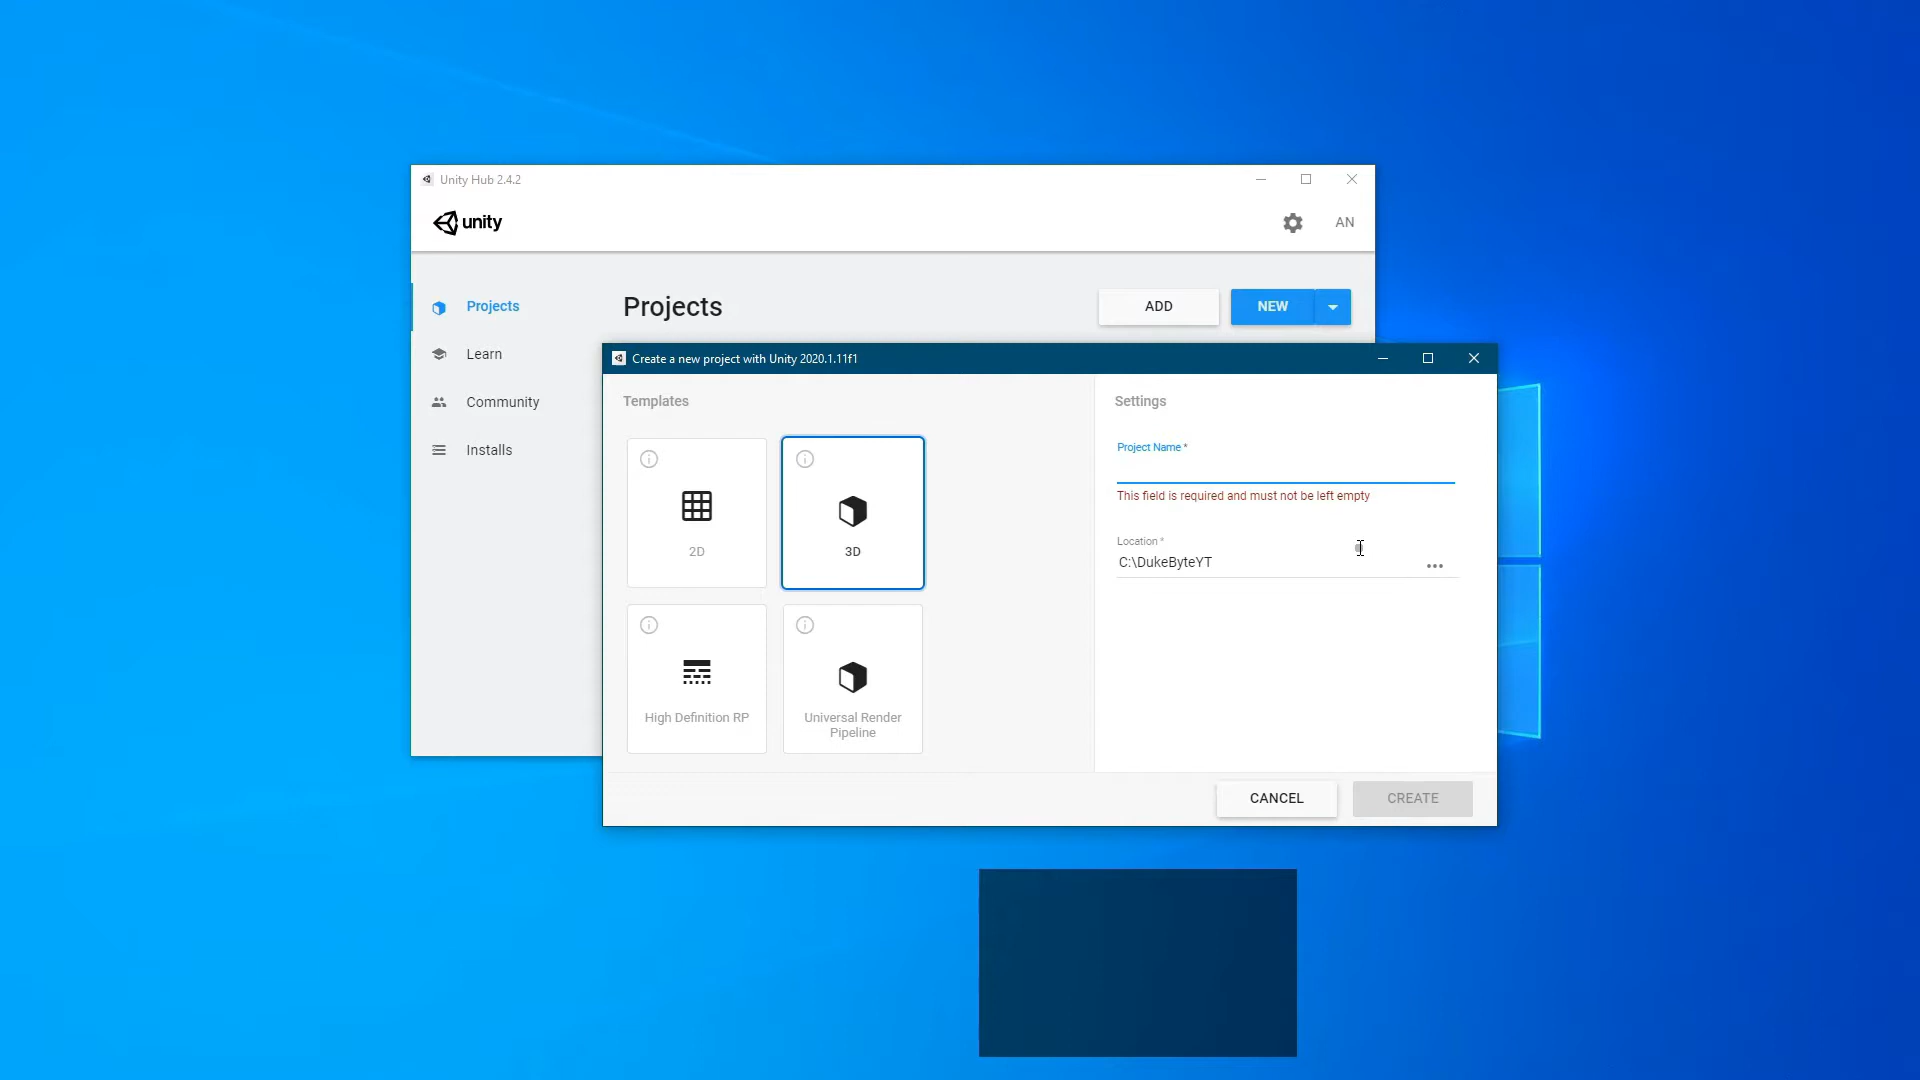 Unity Hub 2.4.2
unity
AN
Projects
Learn
Community
Installs
Projects
ADD
NEW
Create a new project with Unity 2020.1.11f1
Templates
2D
3D
High Definition RP
Universal Render
Pipeline
Settings
Project Name *
This field is required and must not be left empty
Location *
C:\DukeByteYT
CANCEL
CREATE